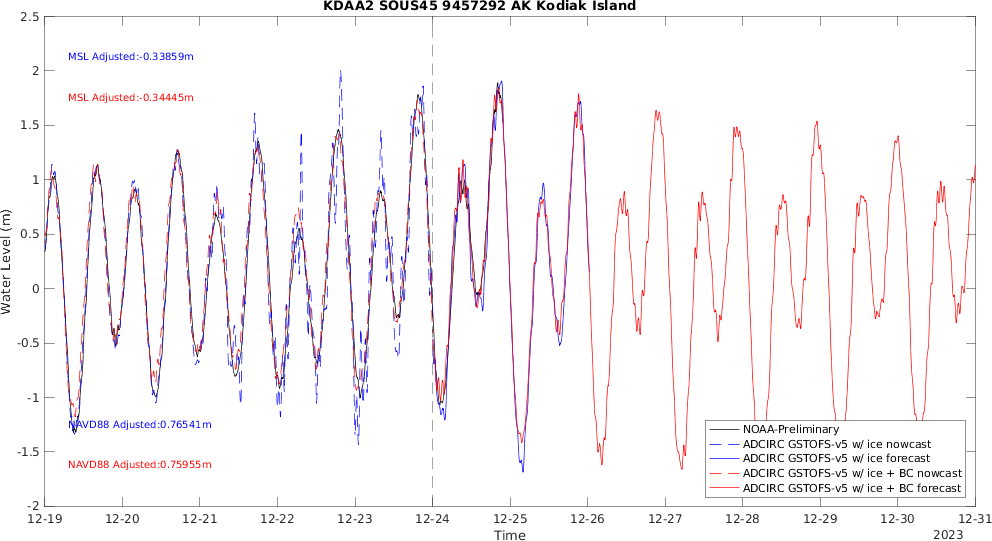 KDAA2 SOUS45 9457292 AK Kodiak Island
2.5
2
1.5
1
0.5
0
-0.5
-1
-1.5
-2
Water Level (m)
MSL Adjusted:-0.33859m
MSL Adjusted:-0.34445m
NAVD88 Adjusted:0.76541m
NAVD88 Adjusted:0.75955m
NOAA-Preliminary
ADCIRC GSTOFS-v5 w/ ice nowcast
ADCIRC GSTOFS-v5 w/ ice forecast
ADCIRC GSTOFS-v5 w/ ice + BC nowcast
ADCIRC GSTOFS-v5 w/ ice + BC forecast
12-19 12-20 12-21 12-22 12-23 12-24 12-25 12-26 12-27 12-28 12-29 12-30 12-31
Time
2023